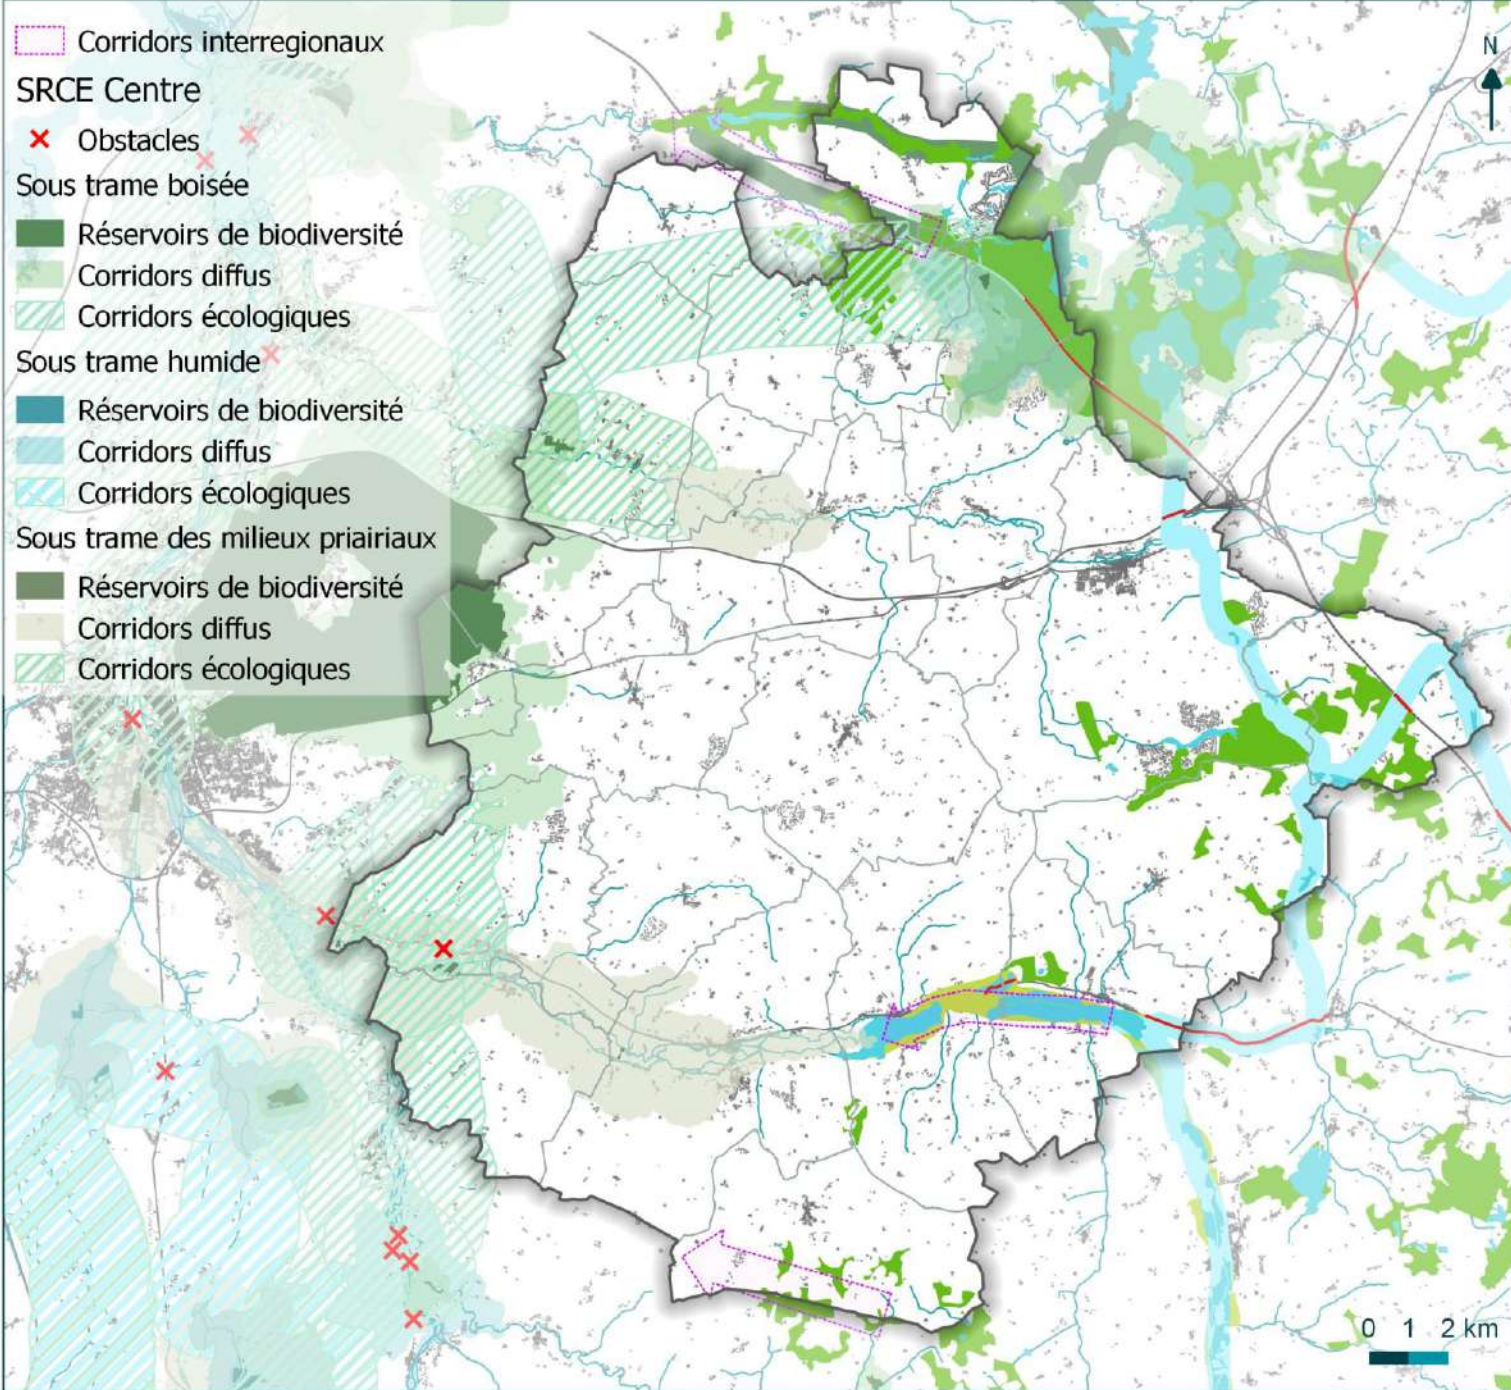 Corridors interregionaux
SRCE Centre
Obstacles
Sous trame boisée
Réservoirs de biodiversité
Corridors diffus
Corridors écologiques
Sous trame humide
Réservoirs de biodiversité
Corridors diffus
Corridors écologiques
Sous trame des milieux priairiaux
Réservoirs de biodiversité
Corridors diffus
Corridors écologiques
N
0 1 2 km